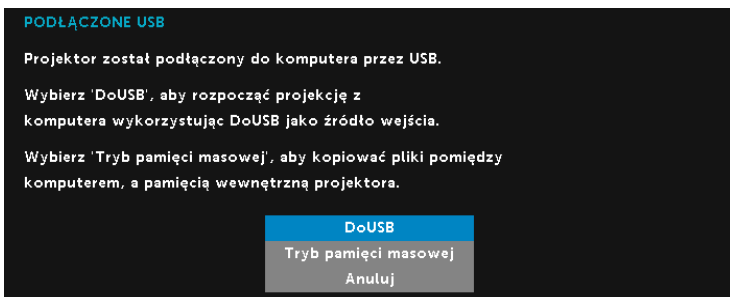 PODŁĄCZONE USB
Projektor został podłączony do komputera przez USB.
Wybierz 'DoUSB', aby rozpocząć projekcję z
komputera wykorzystując DoUSB jako źródło wejścia.
Wybierz 'Tryb pamięci masowej', aby kopiować pliki pomiędzy
komputerem, a pamięcią wewnętrzną projektora.
DoUSB
Tryb pamięci masowej
Anuluj